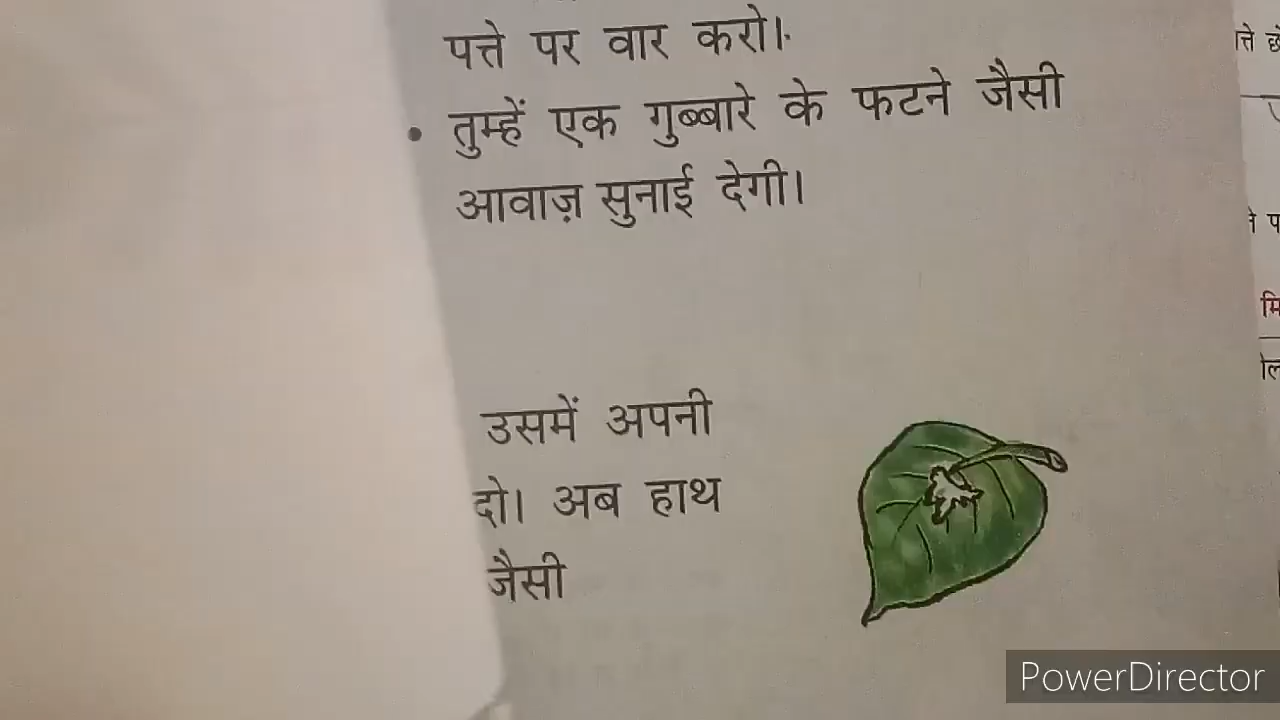 पत्ते पर वार करो।
• तुम्हें एक गुब्बारे के फटने जैसी
आवाज़ सुनाई देगी।
उसमें अपनी
दो। अब हाथ
जैसी
PowerDirector